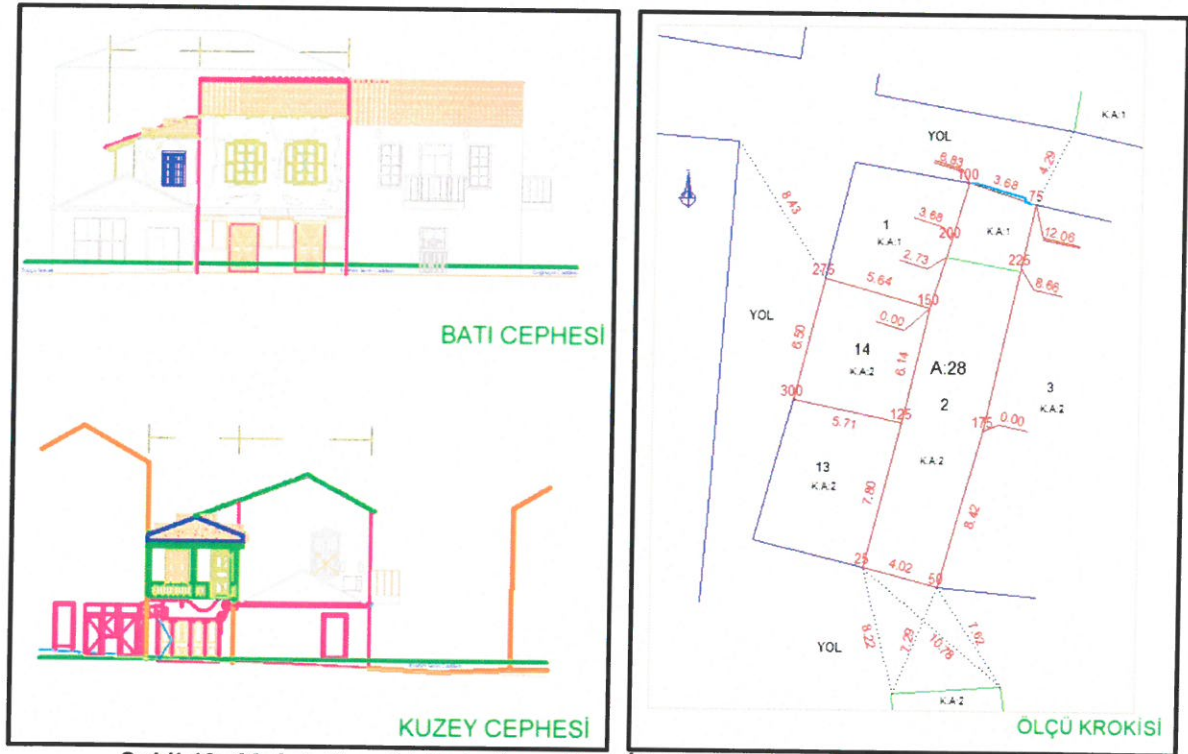 BATI CEPHESİ
KUZEY CEPHESİ
K.A:1
YOL
4.29
6.83
100
3.68
75
8.43
1
K.A:1
3.68
200
K.A:1
12.06
2.73
225
275
5.64
150
8.66
YOL
0.00
6.50
14
K.A:2
6.14
A:28
2
3
K.A:2
300
5.71
125
175
0.00
13
K.A:2
K.A:2
7.80
8.42
25
4.02
50
YOL
8.22
7.29
10.78
7.62
K.A:2
ÖLÇÜ KROKİSİ